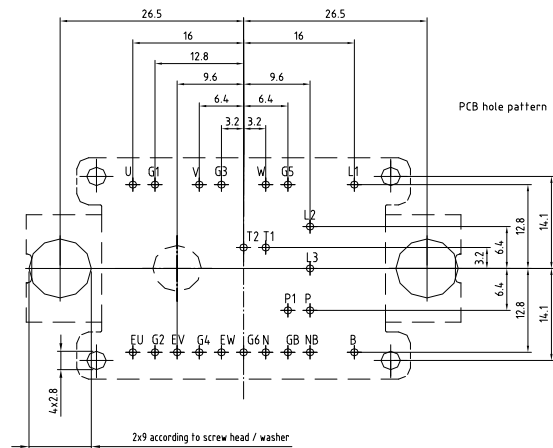 26.5 26.5
16 16
12.8
9.6 9.6
6.4 6.4
PCB hole pattern
3.2 3.2
U G1 V G3 W G5 L1
L2
T2 T1
L3
6.4
3.2
12.8
14.1
P1 P
6.4
12.8
14.1
EU G2 EV G4 EW G6 N GB NB B
4x2.8
2x9 according to screw head / washer